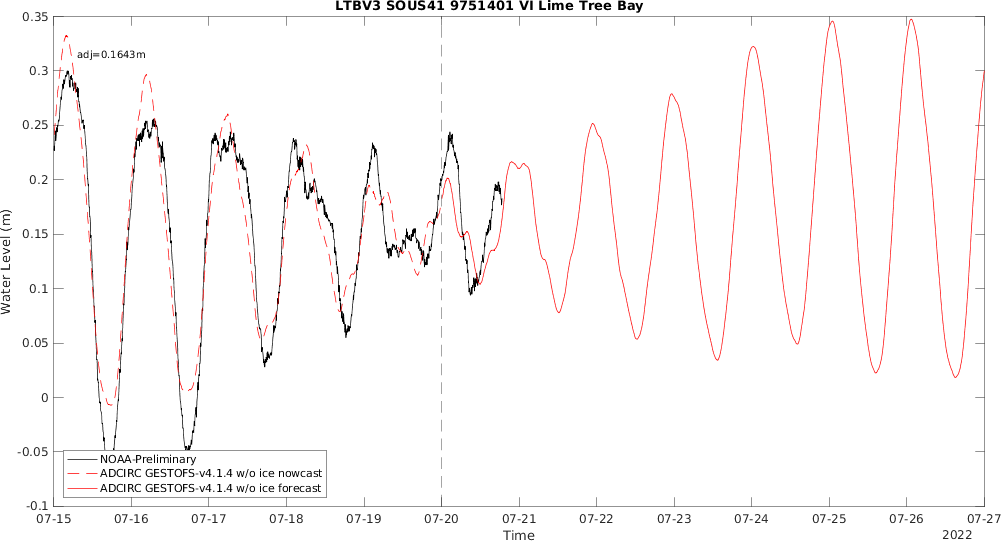 LTBV3 SOUS41 9751401 VI Lime Tree Bay
adj=0.1643m
0.35
0.3
0.25
0.2
0.15
0.1
0.05
0
-0.05
-0.1
Water Level (m)
NOAA-Preliminary
ADCIRC GESTOFS-v4.1.4 w/o ice nowcast
ADCIRC GESTOFS-v4.1.4 w/o ice forecast
07-15 07-16 07-17 07-18 07-19 07-20 07-21 07-22 07-23 07-24 07-25 07-26 07-27
Time
2022